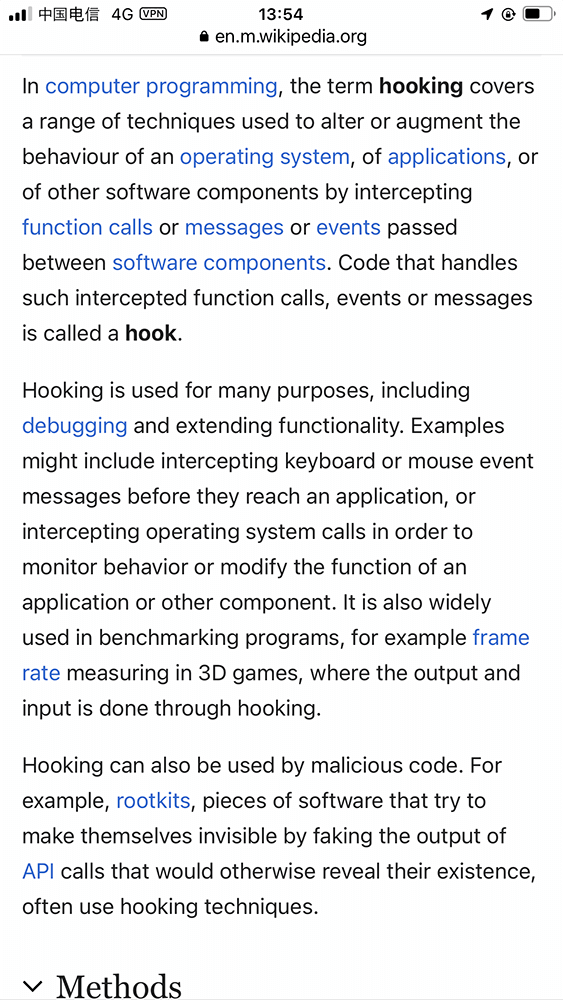 中国电信 4G VPN 13:54
en.m.wikipedia.org
In computer programming, the term hooking covers
a range of techniques used to alter or augment the
behaviour of an operating system, of applications, or
of other software components by intercepting
function calls or messages or events passed
between software components. Code that handles
such intercepted function calls, events or messages
is called a hook.
Hooking is used for many purposes, including
debugging and extending functionality. Examples
might include intercepting keyboard or mouse event
messages before they reach an application, or
intercepting operating system calls in order to
monitor behavior or modify the function of an
application or other component. It is also widely
used in benchmarking programs, for example frame
rate measuring in 3D games, where the output and
input is done through hooking.
Hooking can also be used by malicious code. For
example, rootkits, pieces of software that try to
make themselves invisible by faking the output of
API calls that would otherwise reveal their existence,
often use hooking techniques.
Methods